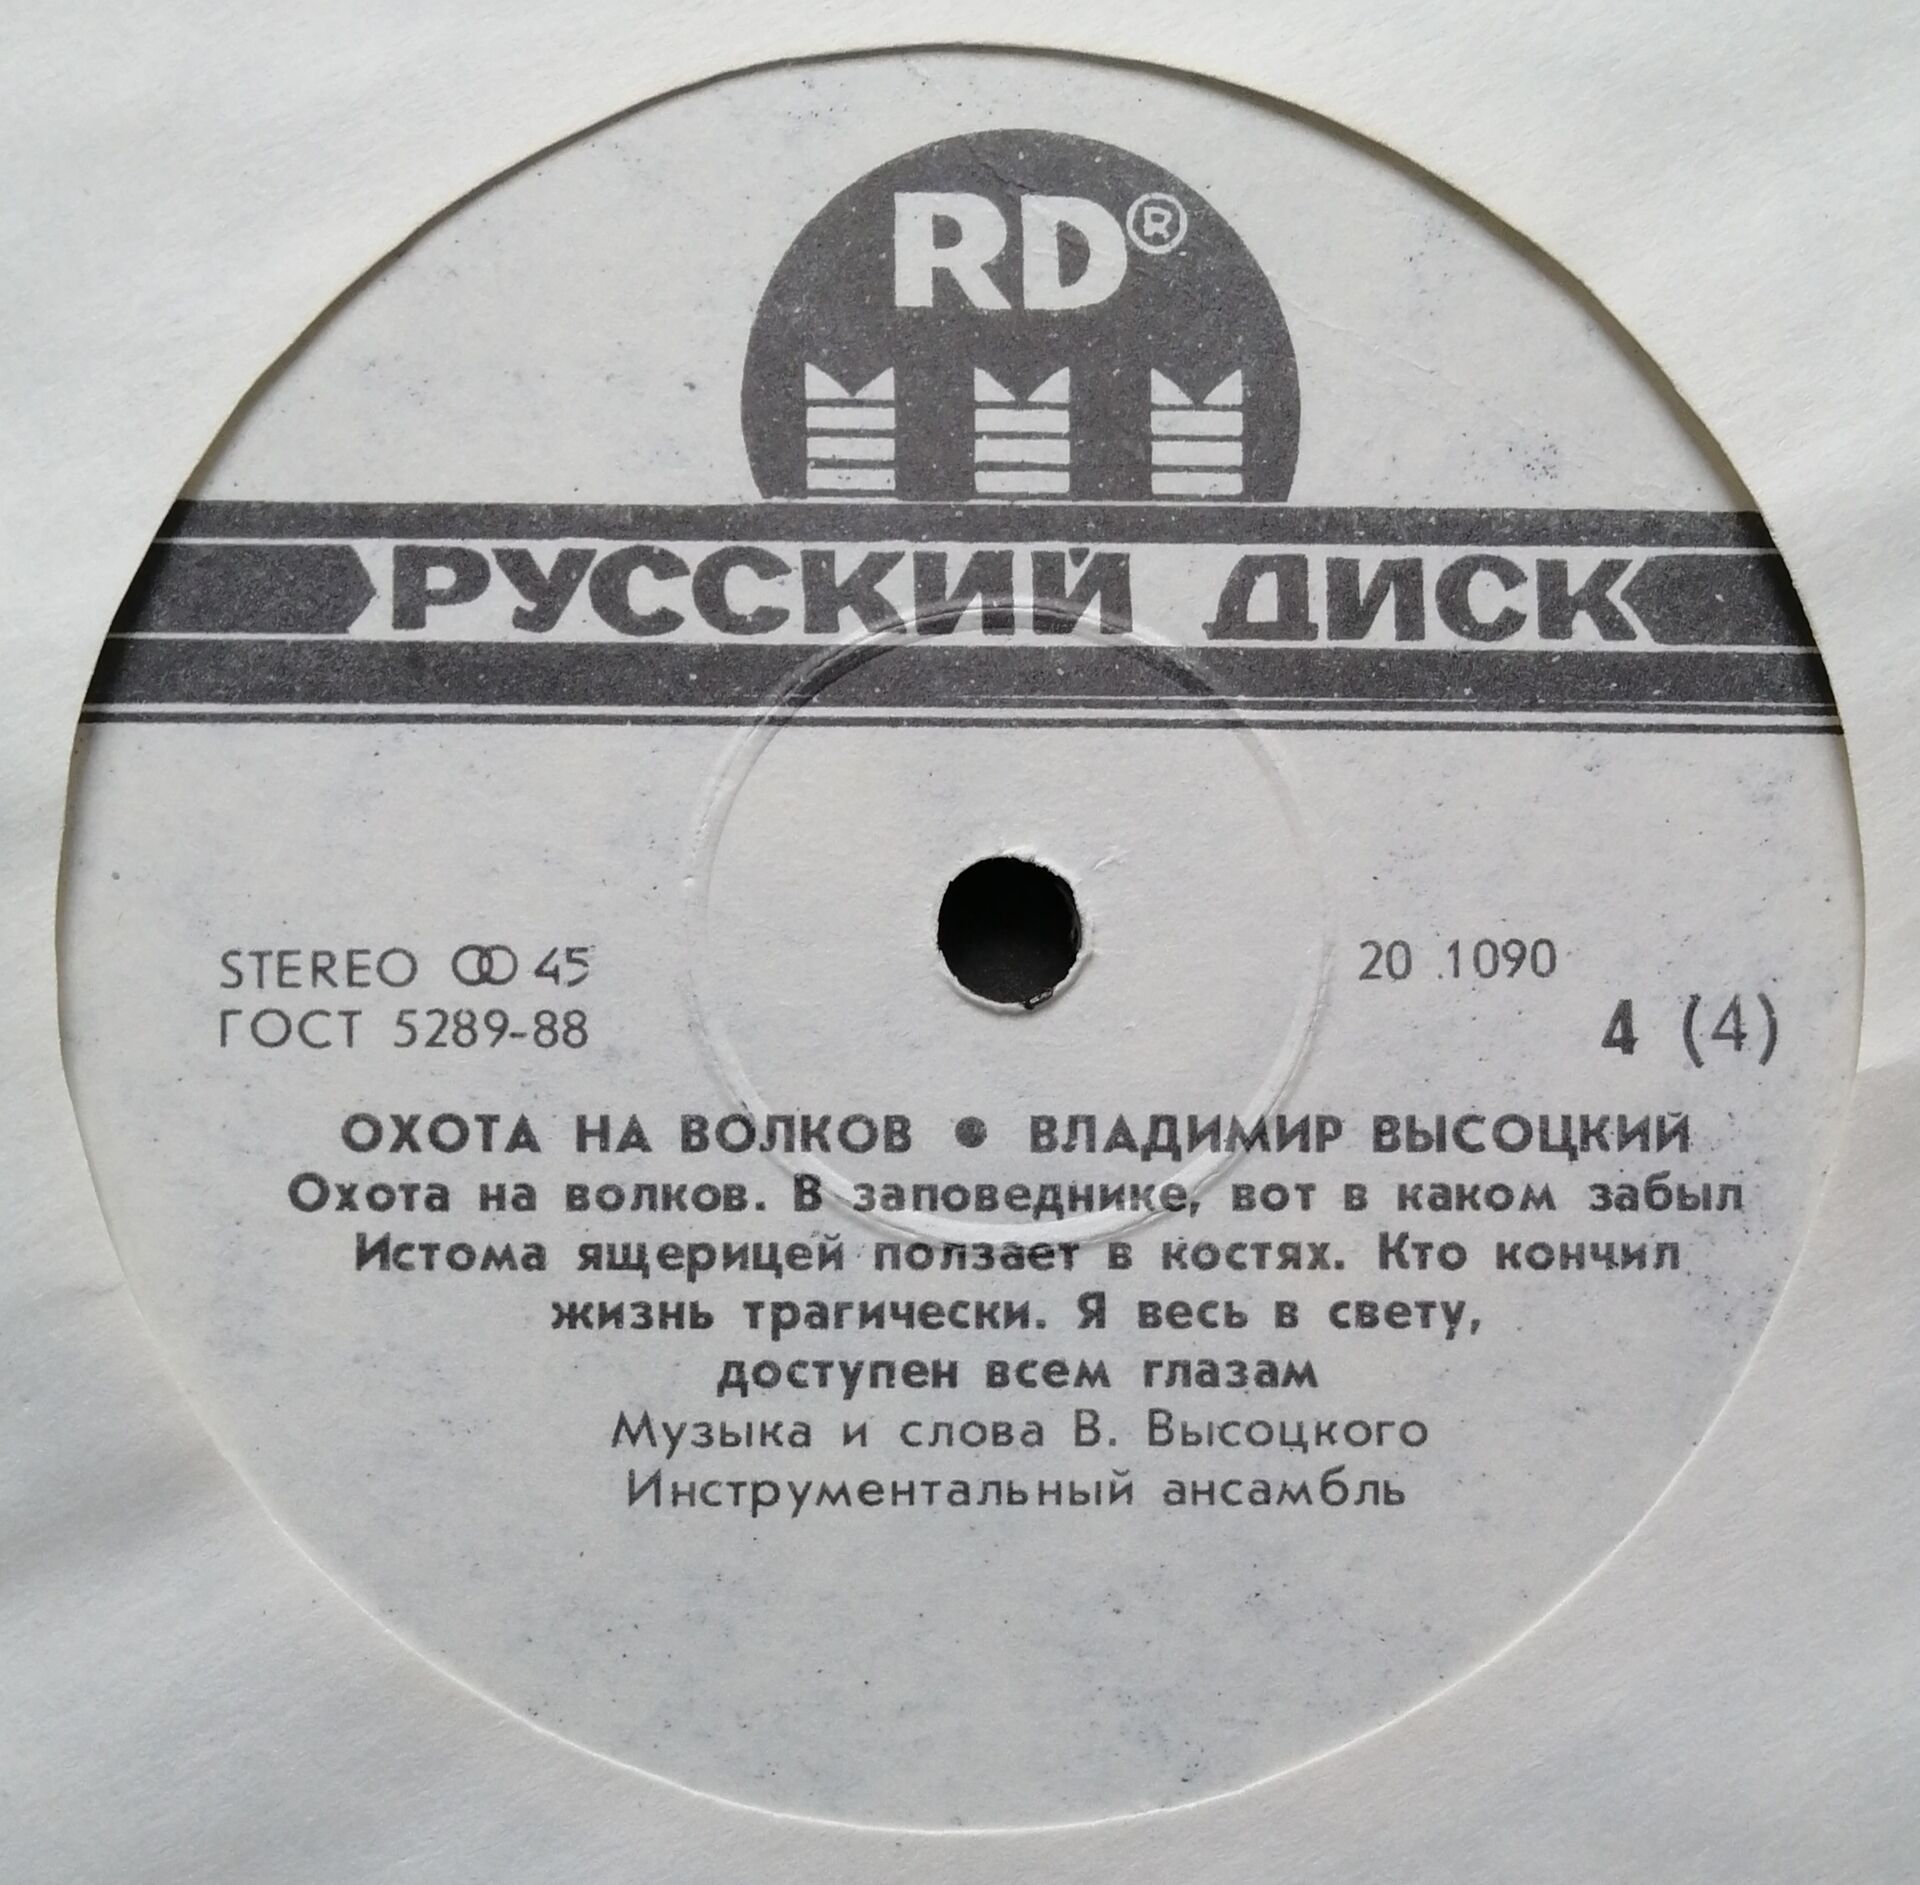 RD®
РУССКИЙ ДИСК
STEREO ꝎO 45
20 1090
ГОСТ 5289-88
4 (4)
ОХОТА НА ВОЛКОВ ● ВЛАДИМИР ВЫСОЦКИЙ
Охота на волков. В заповеднике, вот в каком забыл
Истома ящерицей ползает в костях. Кто кончил
жизнь трагически. Я весь в свету,
доступен всем глазам
Музыка и слова В. Высоцкого
Инструментальный ансамбль